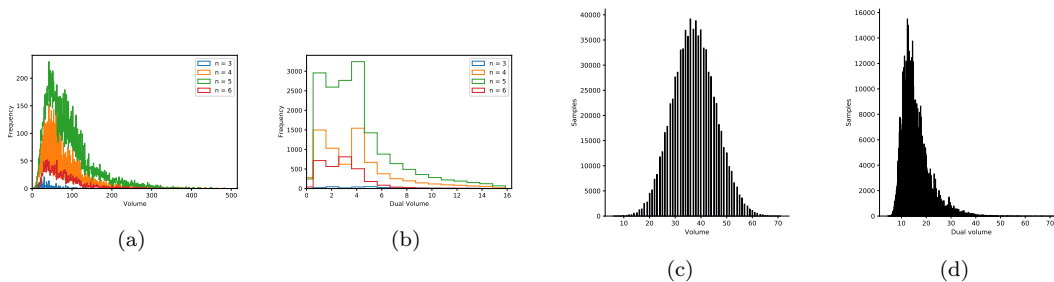 Frequency
200
150
100
50
0
0 100 200 300 400 500
Volume
n = 3
n = 4
n = 5
n = 6
(a)
Frequency
3000
2500
2000
1500
1000
500
0
0 2 4 6 8 10 12 14 16
Dual Volume
n = 3
n = 4
n = 5
n = 6
(b)
Samples
40000
35000
30000
25000
20000
15000
10000
5000
0
10 20 30 40 50 60 70
Volume
(c)
Samples
16000
14000
12000
10000
8000
6000
4000
2000
0
10 20 30 40 50 60 70
Dual volume
(d)